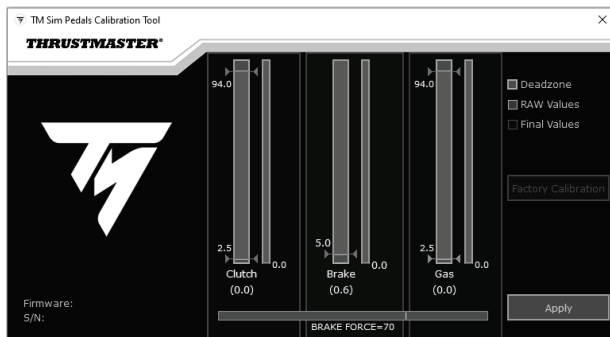 TM Sim Pedals Calibration Tool
THRUSTMASTER®
94.0
94.0
Deadzone
RAW Values
Final Values
Factory Calibration
2.5
0.0
5.0
0.0
2.5
0.0
Clutch
Brake
Gas
(0.0)
(0.6)
(0.0)
Firmware:
S/N:
Apply
BRAKE FORCE=70